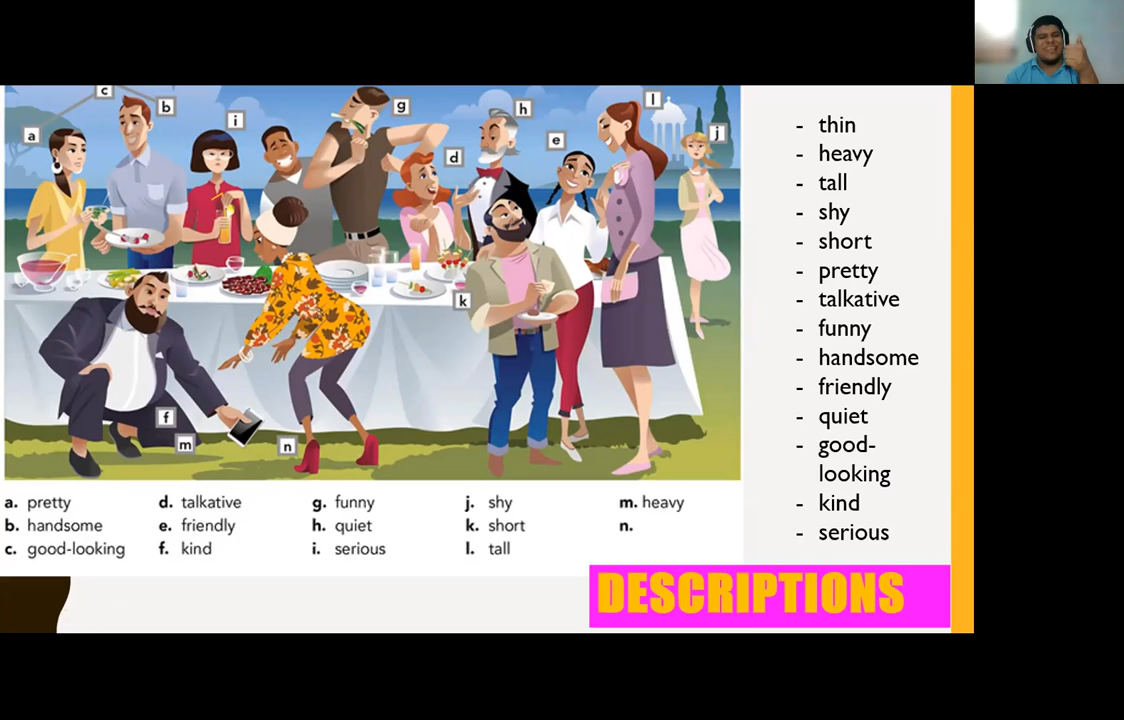 c
b
g
h
l
a
i
d
e
j
k
f
m
n
a. pretty
b. handsome
c. good-looking
d. talkative
e. friendly
f. kind
g. funny
h. quiet
i. serious
j. shy
k. short
l. tall
m. heavy
n.
- thin
- heavy
- tall
- shy
- short
- pretty
- talkative
- funny
- handsome
- friendly
- quiet
- good-
looking
- kind
- serious
DESCRIPTIONS